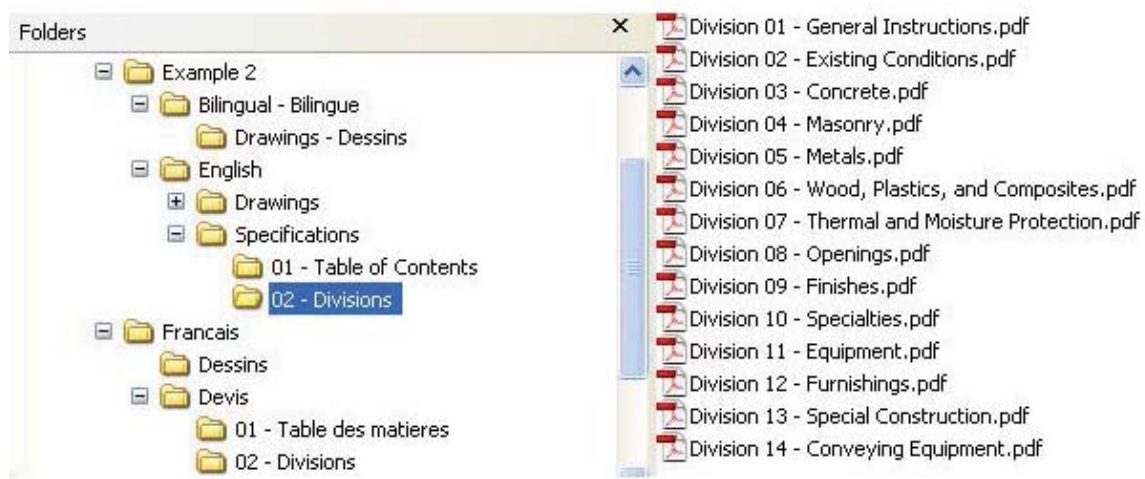 Folders
Example 2
Bilingual - Bilingue
Drawings - Dessins
English
Drawings
Specifications
01 - Table of Contents
02 - Divisions
Francais
Dessins
Devis
01 - Table des matieres
02 - Divisions
Division 01 - General Instructions.pdf
Division 02 - Existing Conditions.pdf
Division 03 - Concrete.pdf
Division 04 - Masonry.pdf
Division 05 - Metals.pdf
Division 06 - Wood, Plastics, and Composites.pdf
Division 07 - Thermal and Moisture Protection.pdf
Division 08 - Openings.pdf
Division 09 - Finishes.pdf
Division 10 - Specialties.pdf
Division 11 - Equipment.pdf
Division 12 - Furnishings.pdf
Division 13 - Special Construction.pdf
Division 14 - Conveying Equipment.pdf